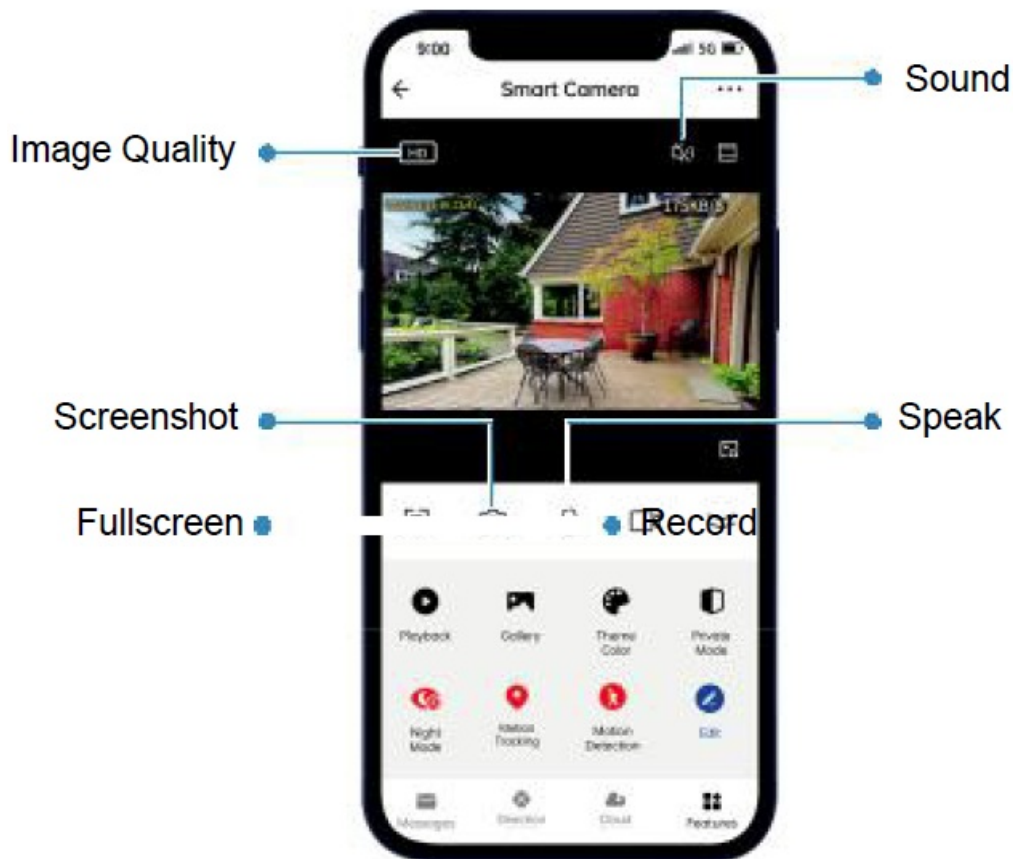 9:00
5G
Smart Camera
Sound
Image Quality
HD
175KB/S
Screenshot
Speak
Fullscreen
Record
Playback
Gallery
Theme
Color
Private
Mode
Night
Mode
Motion
Tracking
Motion
Detection
Edit
Messages
Direction
Cloud
Features